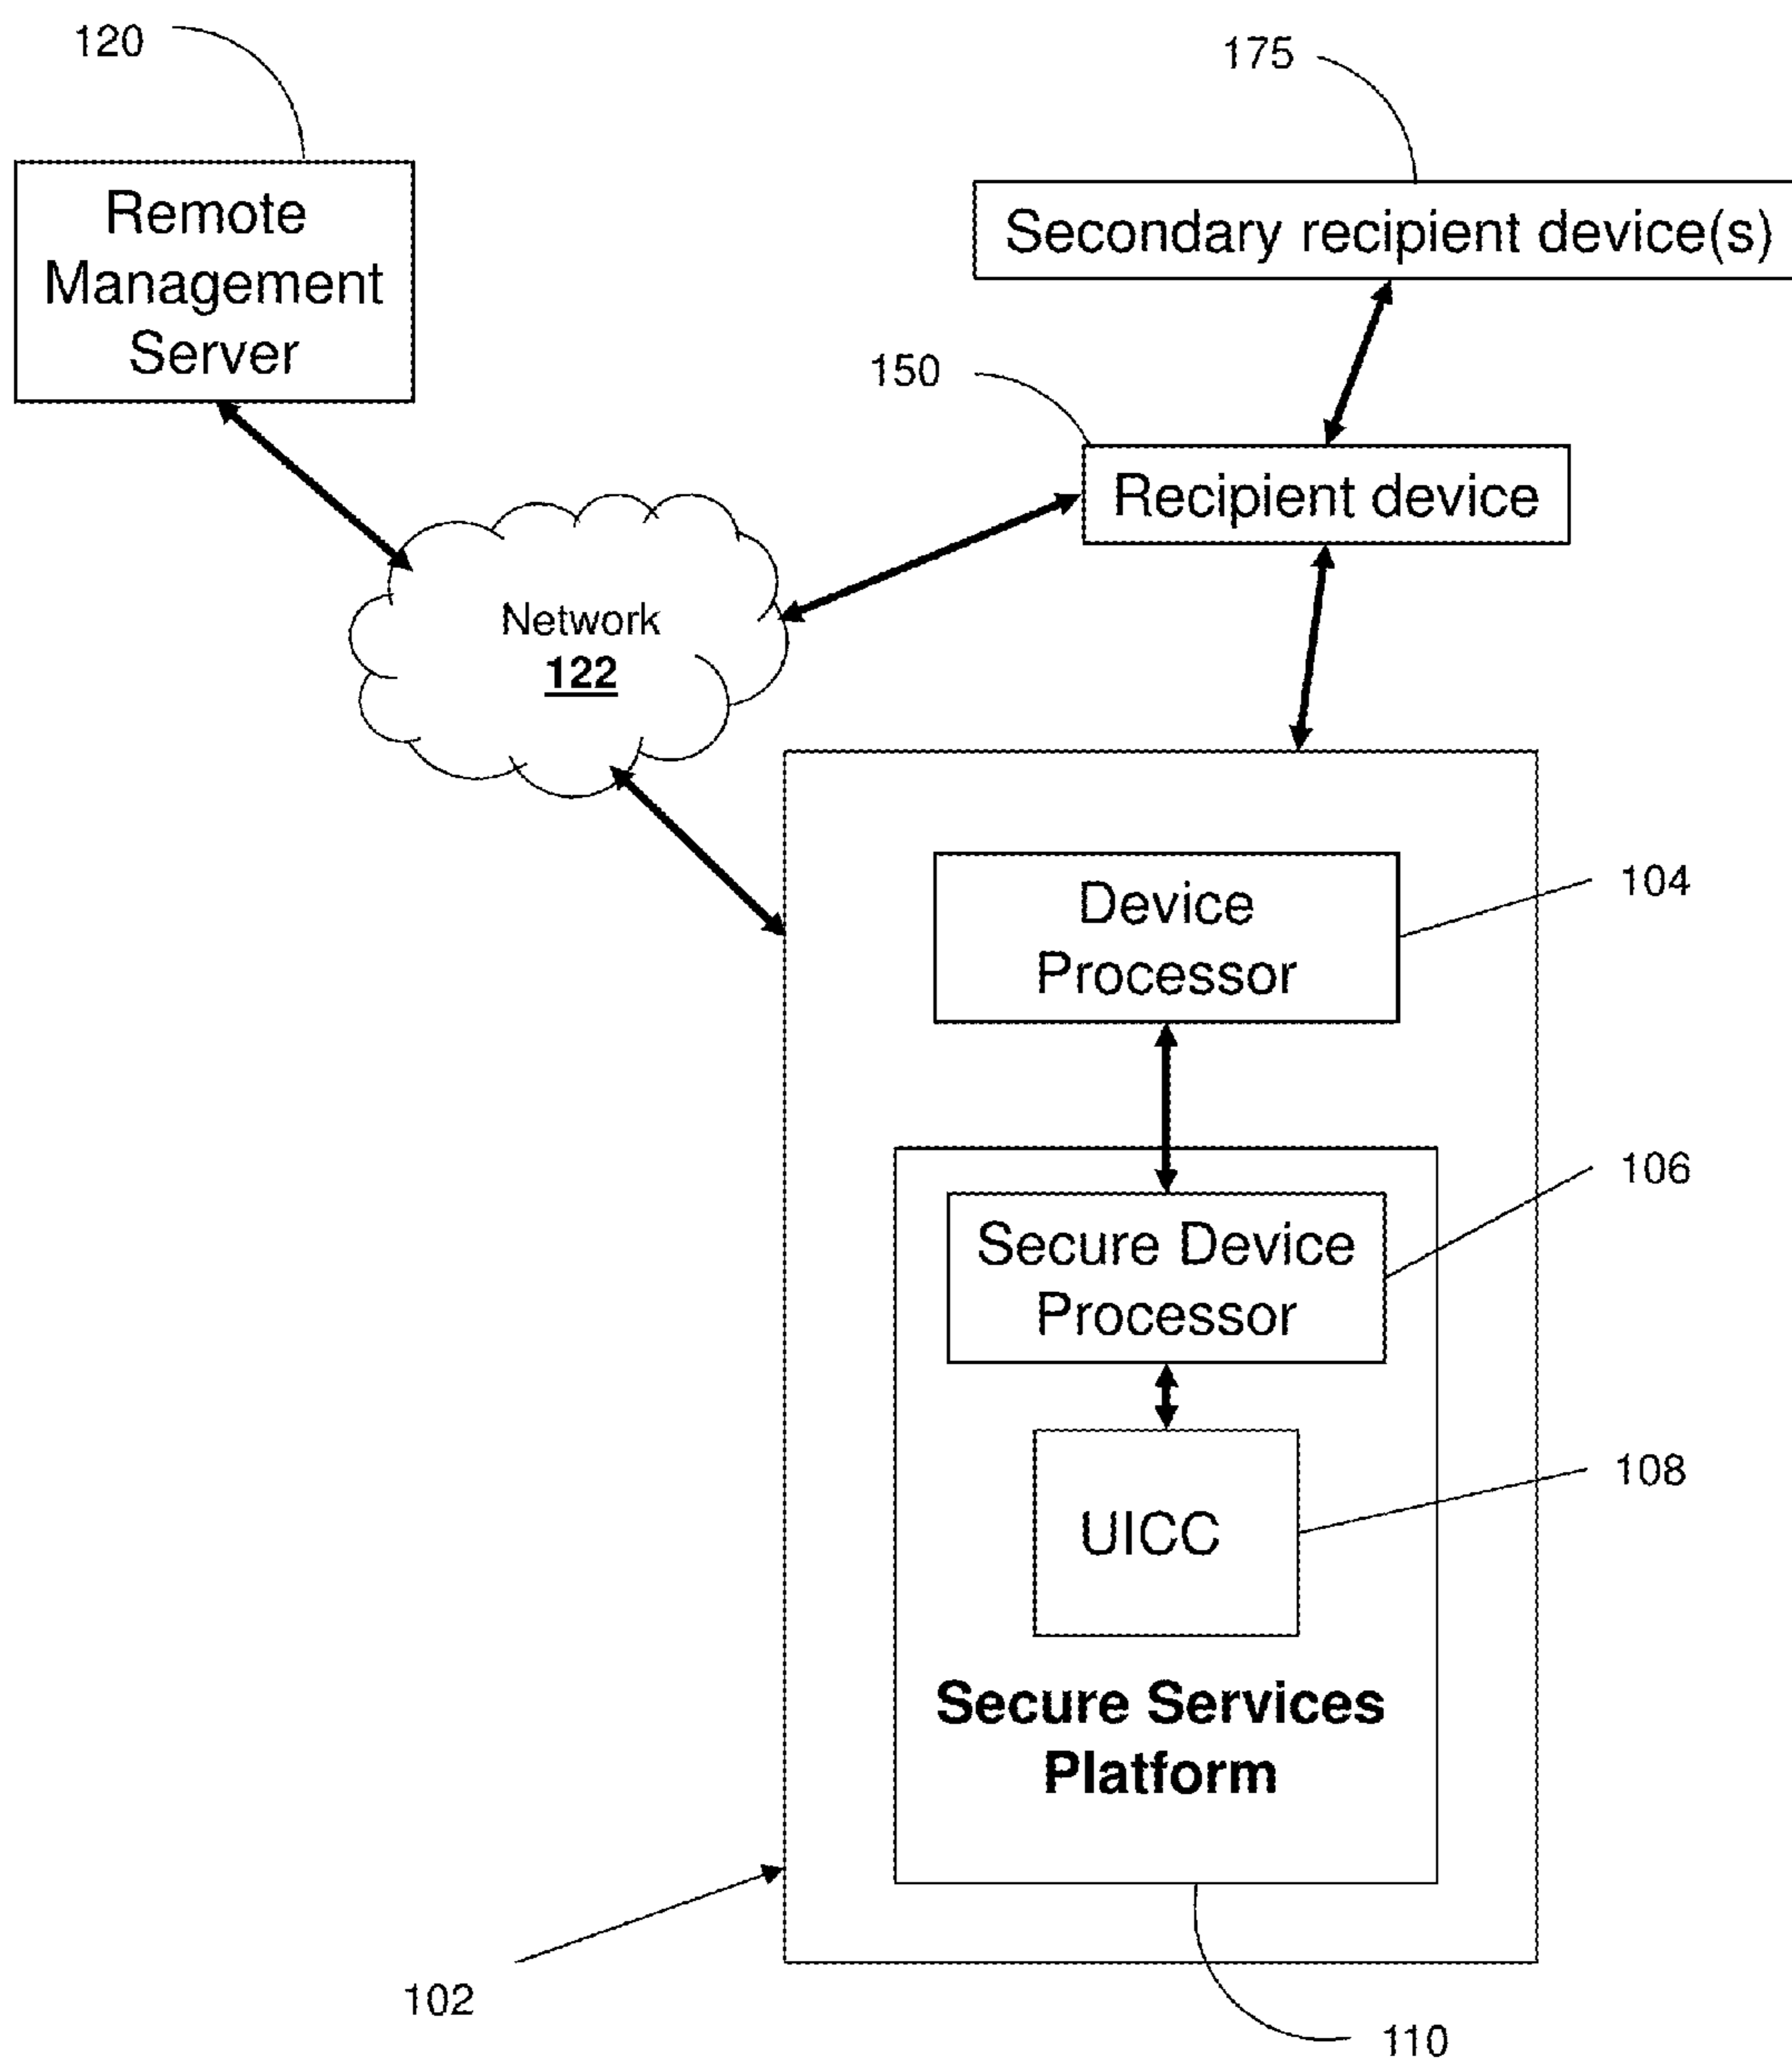 120
175
Remote
Management
Server
Secondary recipient device(s)
150
Recipient device
Network
122
Device
Processor
104
Secure Device
Processor
106
UICC
108
Secure Services
Platform
102
110